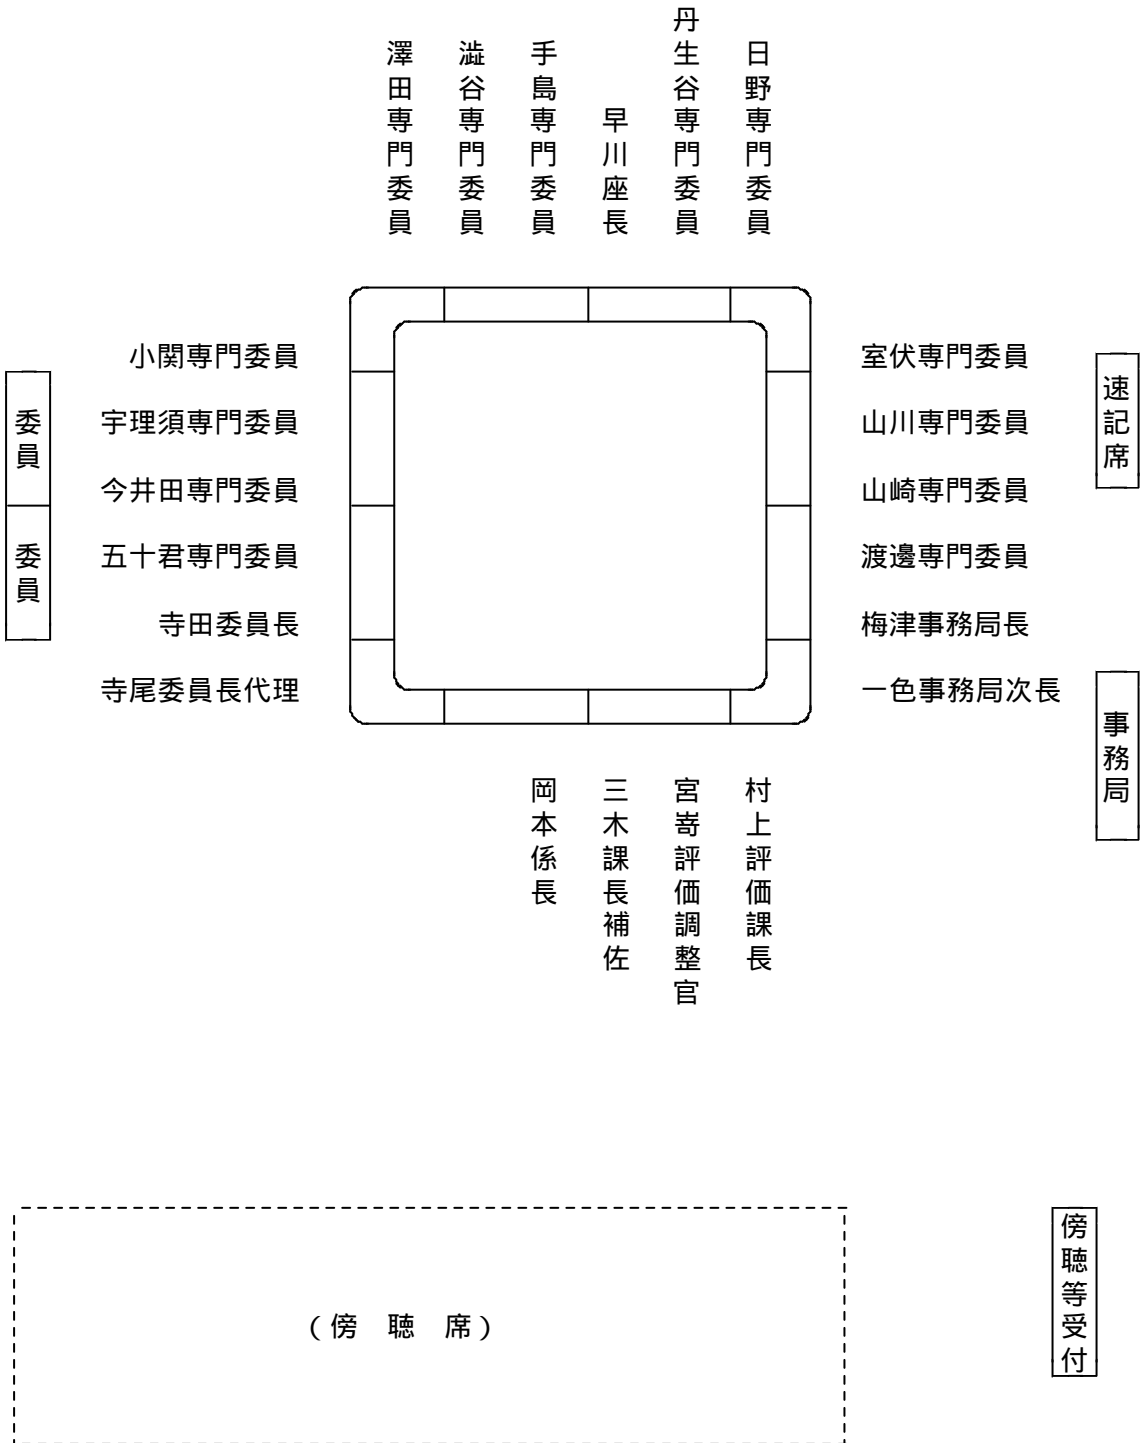 澤田専門委員
澁谷専門委員
手島専門委員
早川座長
丹生谷専門委員
日野専門委員
小関専門委員
宇理須専門委員
今井田専門委員
五十君専門委員
寺田委員長
寺尾委員長代理
室伏専門委員
山川専門委員
山崎専門委員
渡邊専門委員
梅津事務局長
一色事務局次長
委員
委員
速記席
事務局
岡本係長
三木課長補佐
宮嵜評価調整官
村上評価課長
(傍 聴 席)
傍聴等受付